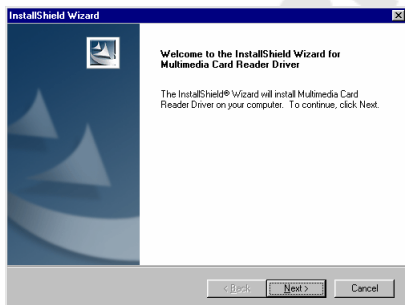 InstallShield Wizard
Welcome to the InstallShield Wizard for
Multimedia Card Reader Driver
The InstallShield® Wizard will install Multimedia Card
Reader Driver on your computer. To continue, click Next.
< Back
Next >
Cancel